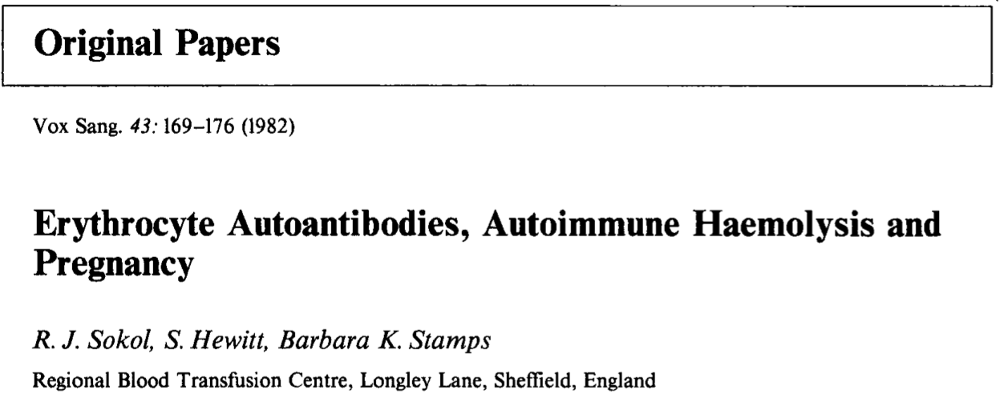 Original Papers
Vox Sang. 43: 169–176 (1982)
Erythrocyte Autoantibodies, Autoimmune Haemolysis and
Pregnancy
R. J. Sokol, S. Hewitt, Barbara K. Stamps
Regional Blood Transfusion Centre, Longley Lane, Sheffield, England